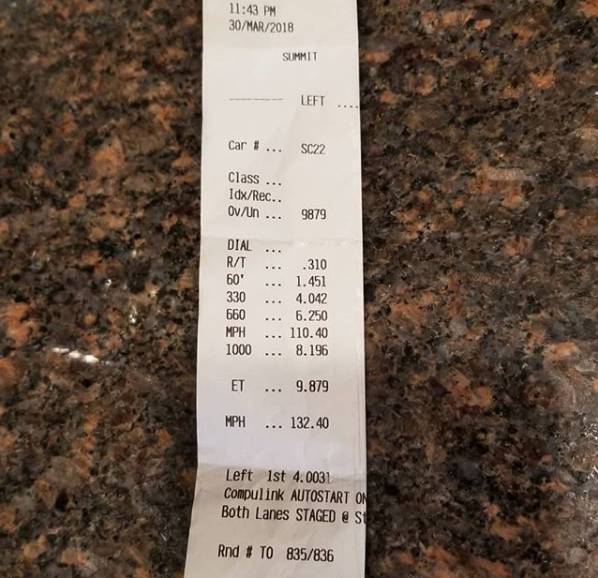 11:43 PM
30/MAR/2018
SUMMIT
---------- LEFT ....
Car # ... SC22
Class ...
Idx/Rec..
Ov/Un ... 9879
DIAL ...
R/T ... .310
60' ... 1.451
330 ... 4.042
660 ... 6.250
MPH ... 110.40
1000 ... 8.196
ET ... 9.879
MPH ... 132.40
Left 1st 4.0031
Compulink AUTOSTART ON
Both Lanes STAGED @ St
Rnd # TO 835/836